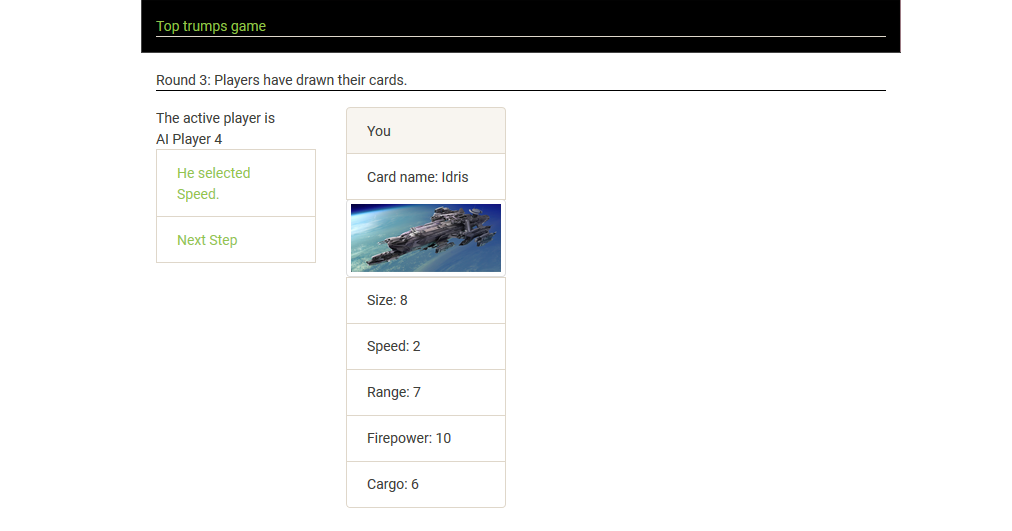 Top trumps game
Round 3: Players have drawn their cards.
The active player is
AI Player 4
He selected
Speed.
Next Step
You
Card name: Idris
Size: 8
Speed: 2
Range: 7
Firepower: 10
Cargo: 6